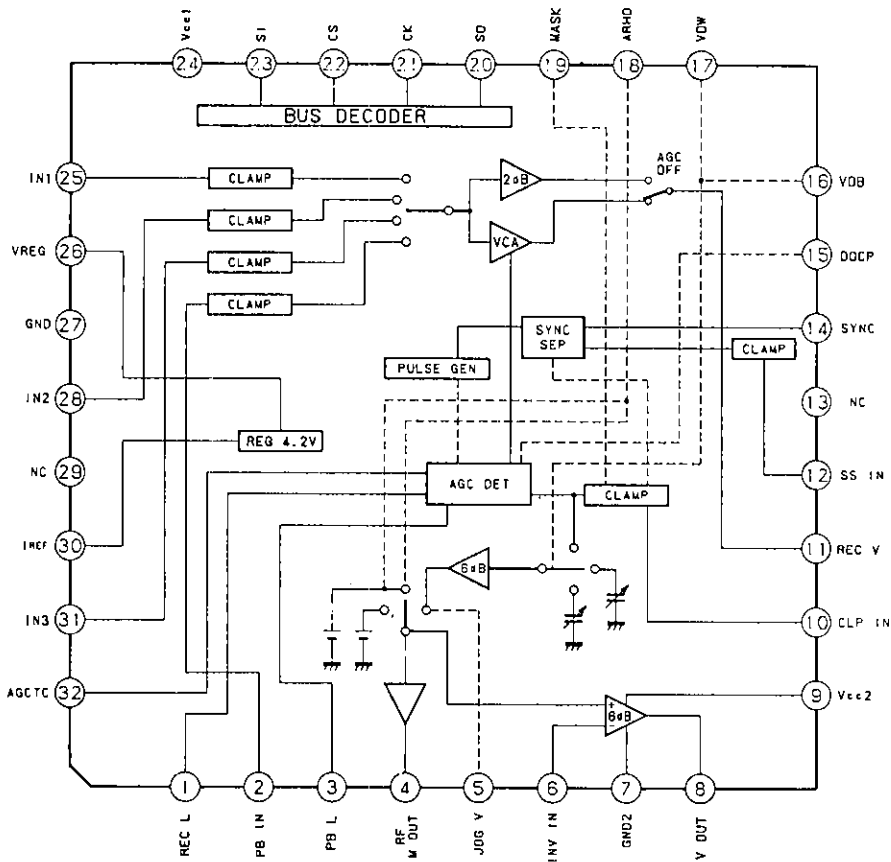 Vcc1
SI
CS
CK
SO
MASK
ARHD
VDW
24
23
22
21
20
19
18
17
BUS DECODER
IN1
25
CLAMP
2dB
AGC
OFF
16
VDB
CLAMP
VREG
26
CLAMP
VCA
15
DOCP
CLAMP
GND
27
SYNC
SEP
14
SYNC
PULSE GEN
CLAMP
IN2
28
13
NC
REG 4.2V
NC
29
AGC DET
CLAMP
12
SS IN
IREF
30
6dB
11
REC V
IN3
31
10
CLP IN
AGCTC
32
+
6dB
-
9
Vcc2
1
2
3
4
5
6
7
8
REC L
PB IN
PB L
RF
M OUT
JOG V
INV IN
GND2
V OUT